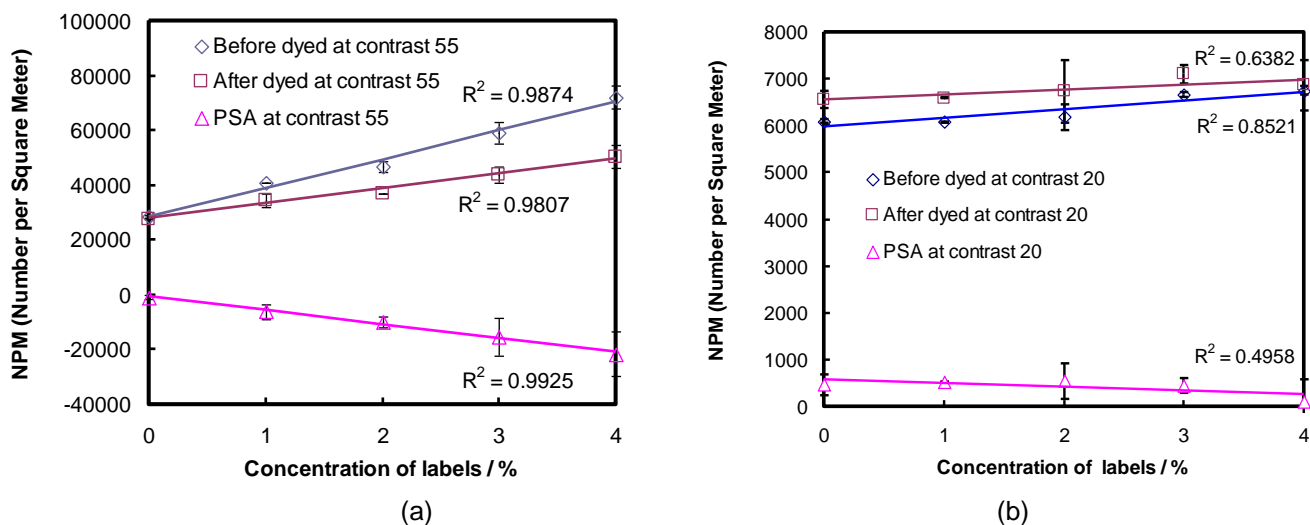 100000
80000
60000
40000
20000
0
-20000
-40000
NPM (Number per Square Meter)
Before dyed at contrast 55
After dyed at contrast 55
PSA at contrast 55
R² = 0.9874
R² = 0.9807
R² = 0.9925
0 1 2 3 4
Concentration of labels / %
(a)
8000
7000
6000
5000
4000
3000
2000
1000
0
NPM (Number per Square Meter)
R² = 0.6382
R² = 0.8521
Before dyed at contrast 20
After dyed at contrast 20
PSA at contrast 20
R² = 0.4958
0 1 2 3 4
Concentration of labels / %
(b)